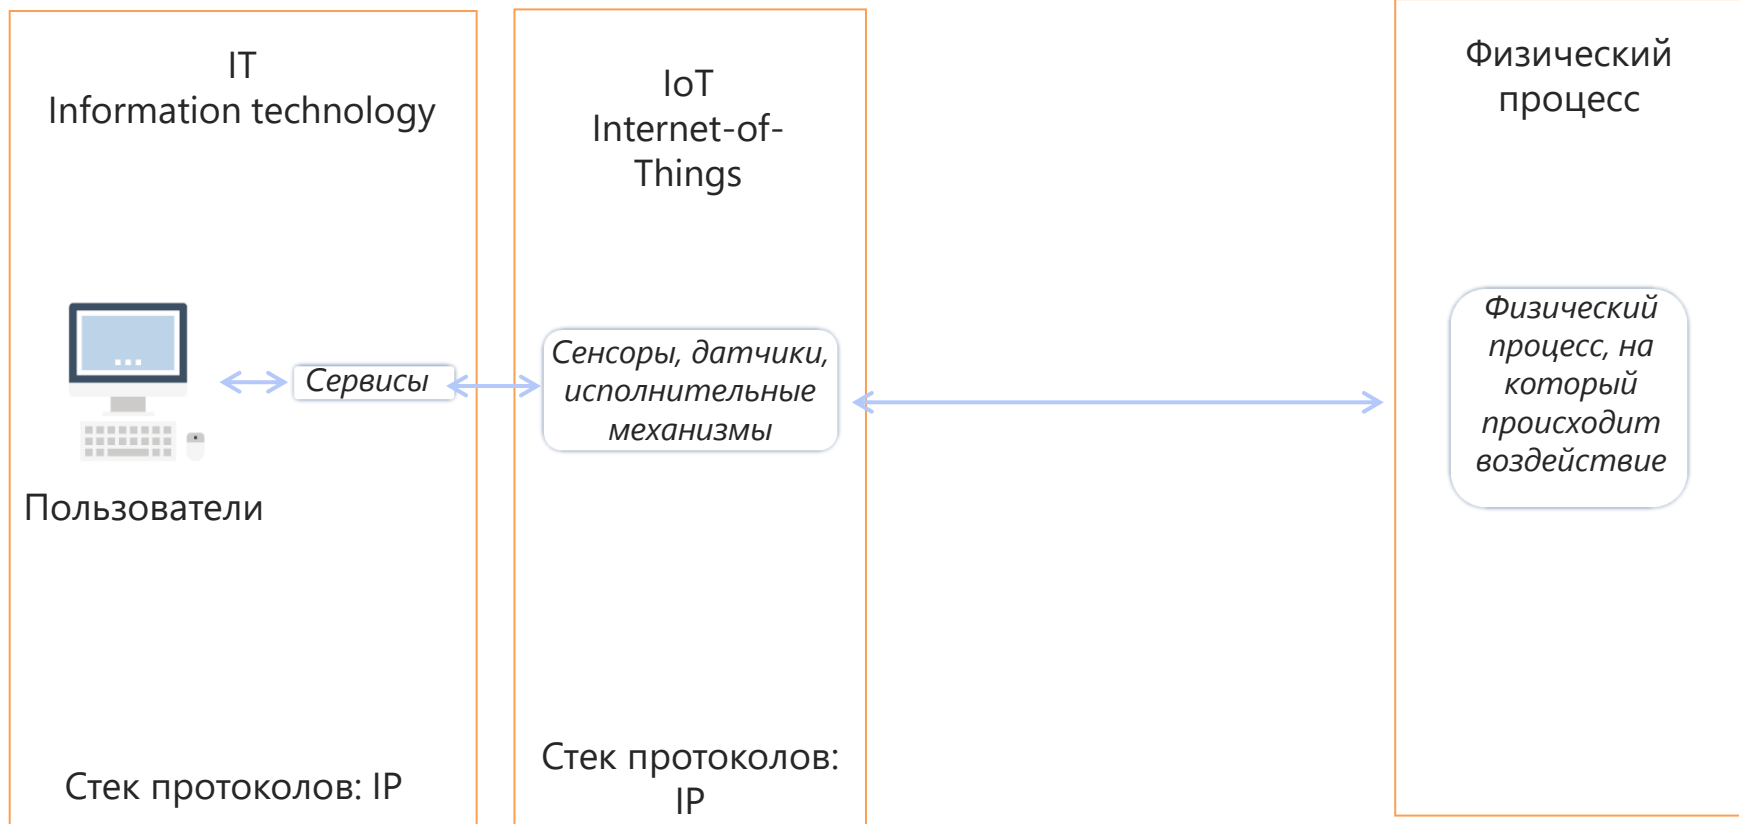 IT
Information technology
Пользователи
Сервисы
Стек протоколов: IP
IoT
Internet-of-
Things
Сенсоры, датчики,
исполнительные
механизмы
Стек протоколов:
IP
Физический
процесс
Физический
процесс, на
который
происходит
воздействие